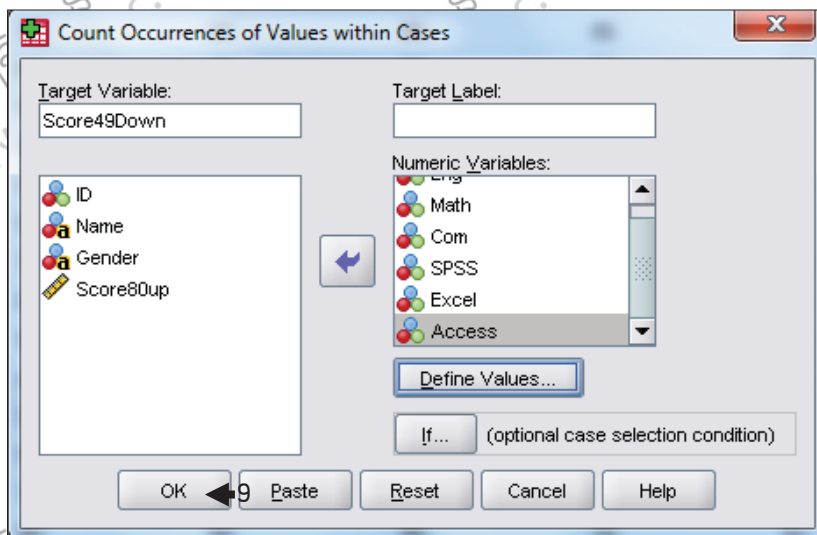 Count Occurrences of Values within Cases
Target Variable:
Target Label:
Score49Down
Numeric Variables:
ID
Name
Gender
Score80up
Eng
Math
Com
SPSS
Excel
Access
Define Values...
If... (optional case selection condition)
OK 9 Paste Reset Cancel Help